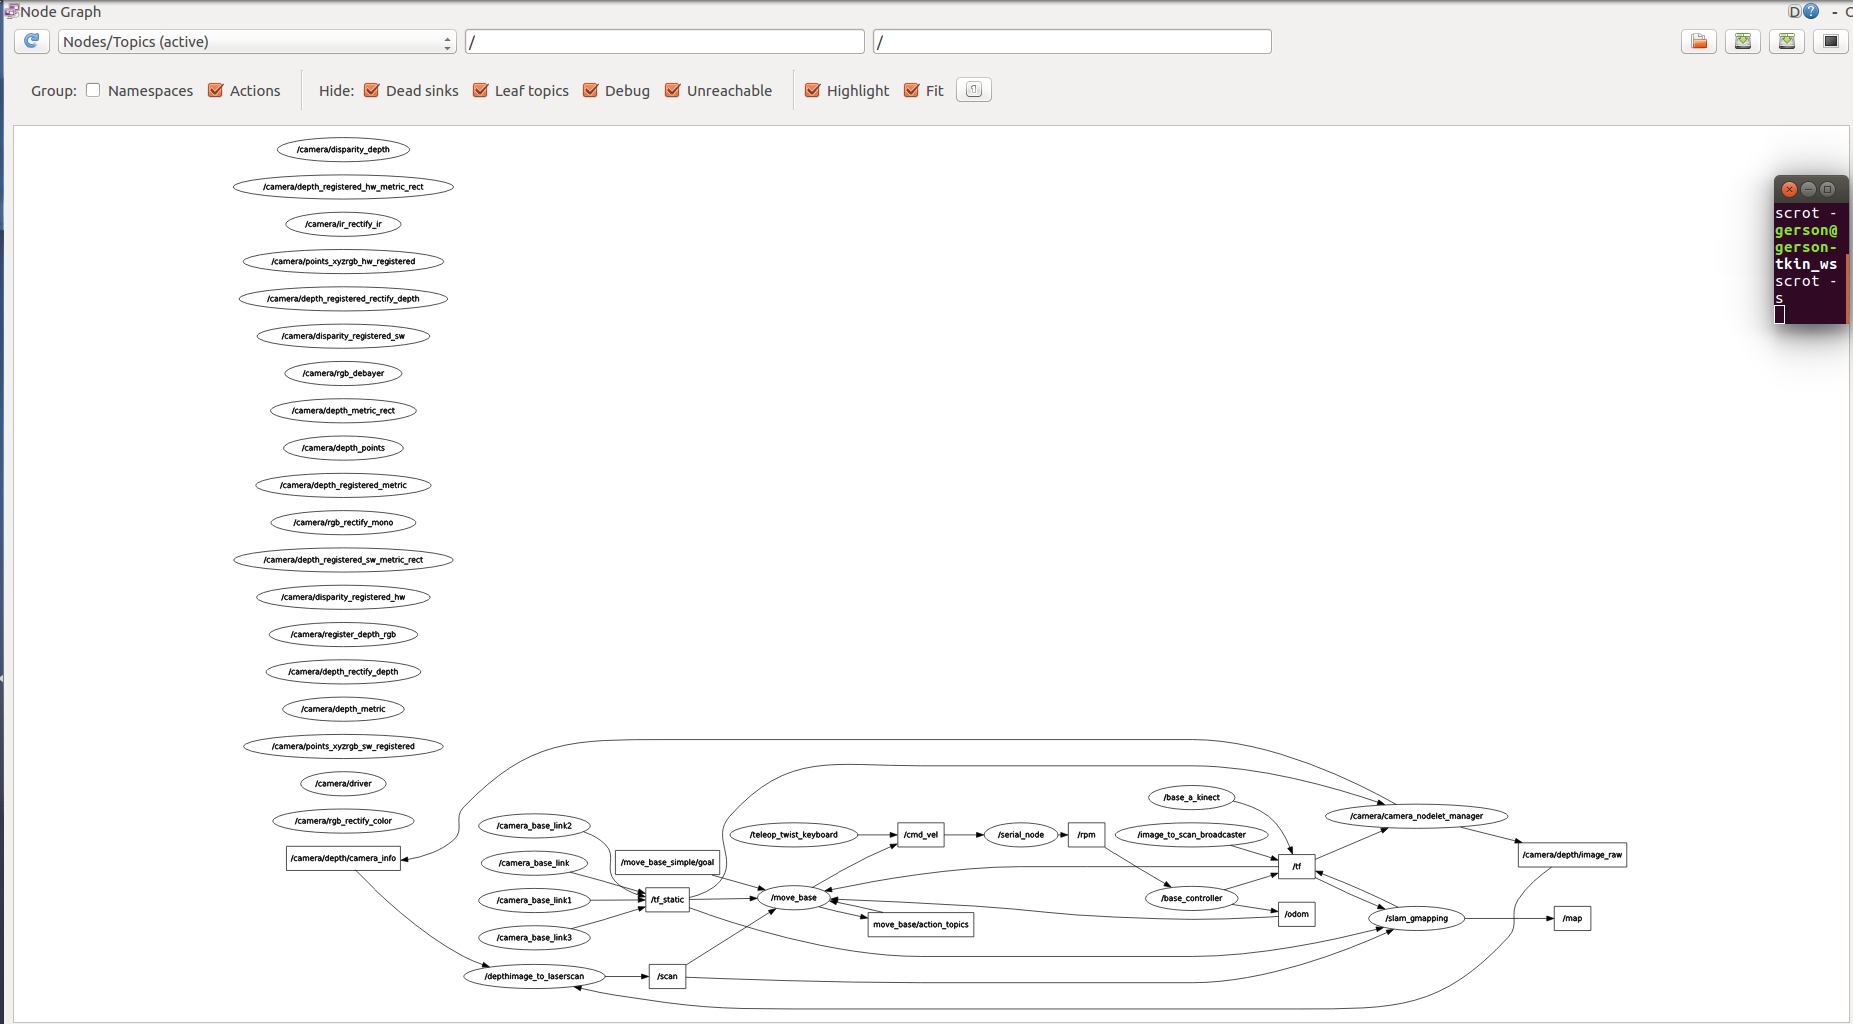 Node Graph
D
- O
Nodes/Topics (active)
/
/
Group:
Namespaces
Actions
Hide:
Dead sinks
Leaf topics
Debug
Unreachable
Highlight
Fit
/camera/disparity_depth
/camera/depth_registered_hw_metric_rect
/camera/ir_rectify_ir
/camera/points_xyzrgb_hw_registered
/camera/depth_registered_rectify_depth
/camera/disparity_registered_sw
/camera/rgb_debayer
/camera/depth_metric_rect
/camera/depth_points
/camera/depth_registered_metric
/camera/rgb_rectify_mono
/camera/depth_registered_sw_metric_rect
/camera/disparity_registered_hw
/camera/register_depth_rgb
/camera/depth_rectify_depth
/camera/depth_metric
/camera/points_xyzrgb_sw_registered
/camera/driver
/camera/rgb_rectify_color
/camera/depth/camera_info
/camera_base_link2
/camera_base_link
/camera_base_link1
/camera_base_link3
/depthimage_to_laserscan
/move_base_simple/goal
/tf_static
/scan
/teleop_twist_keyboard
/move_base
/cmd_vel
move_base/action_topics
/serial_node
/rpm
/base_a_kinect
/image_to_scan_broadcaster
/base_controller
/tf
/odom
/camera/camera_nodelet_manager
/slam_gmapping
/camera/depth/image_raw
/map
scrot -
gerson@
gerson-
tkin_ws
scrot -
s